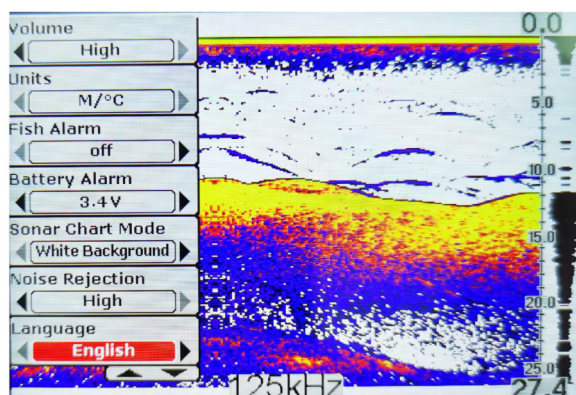 Volume
High
Units
M/°C
Fish Alarm
off
Battery Alarm
3.4V
Sonar Chart Mode
White Background
Noise Rejection
High
Language
English
0.0
5.0
10.0
15.0
20.0
25.0
125kHz
27.4